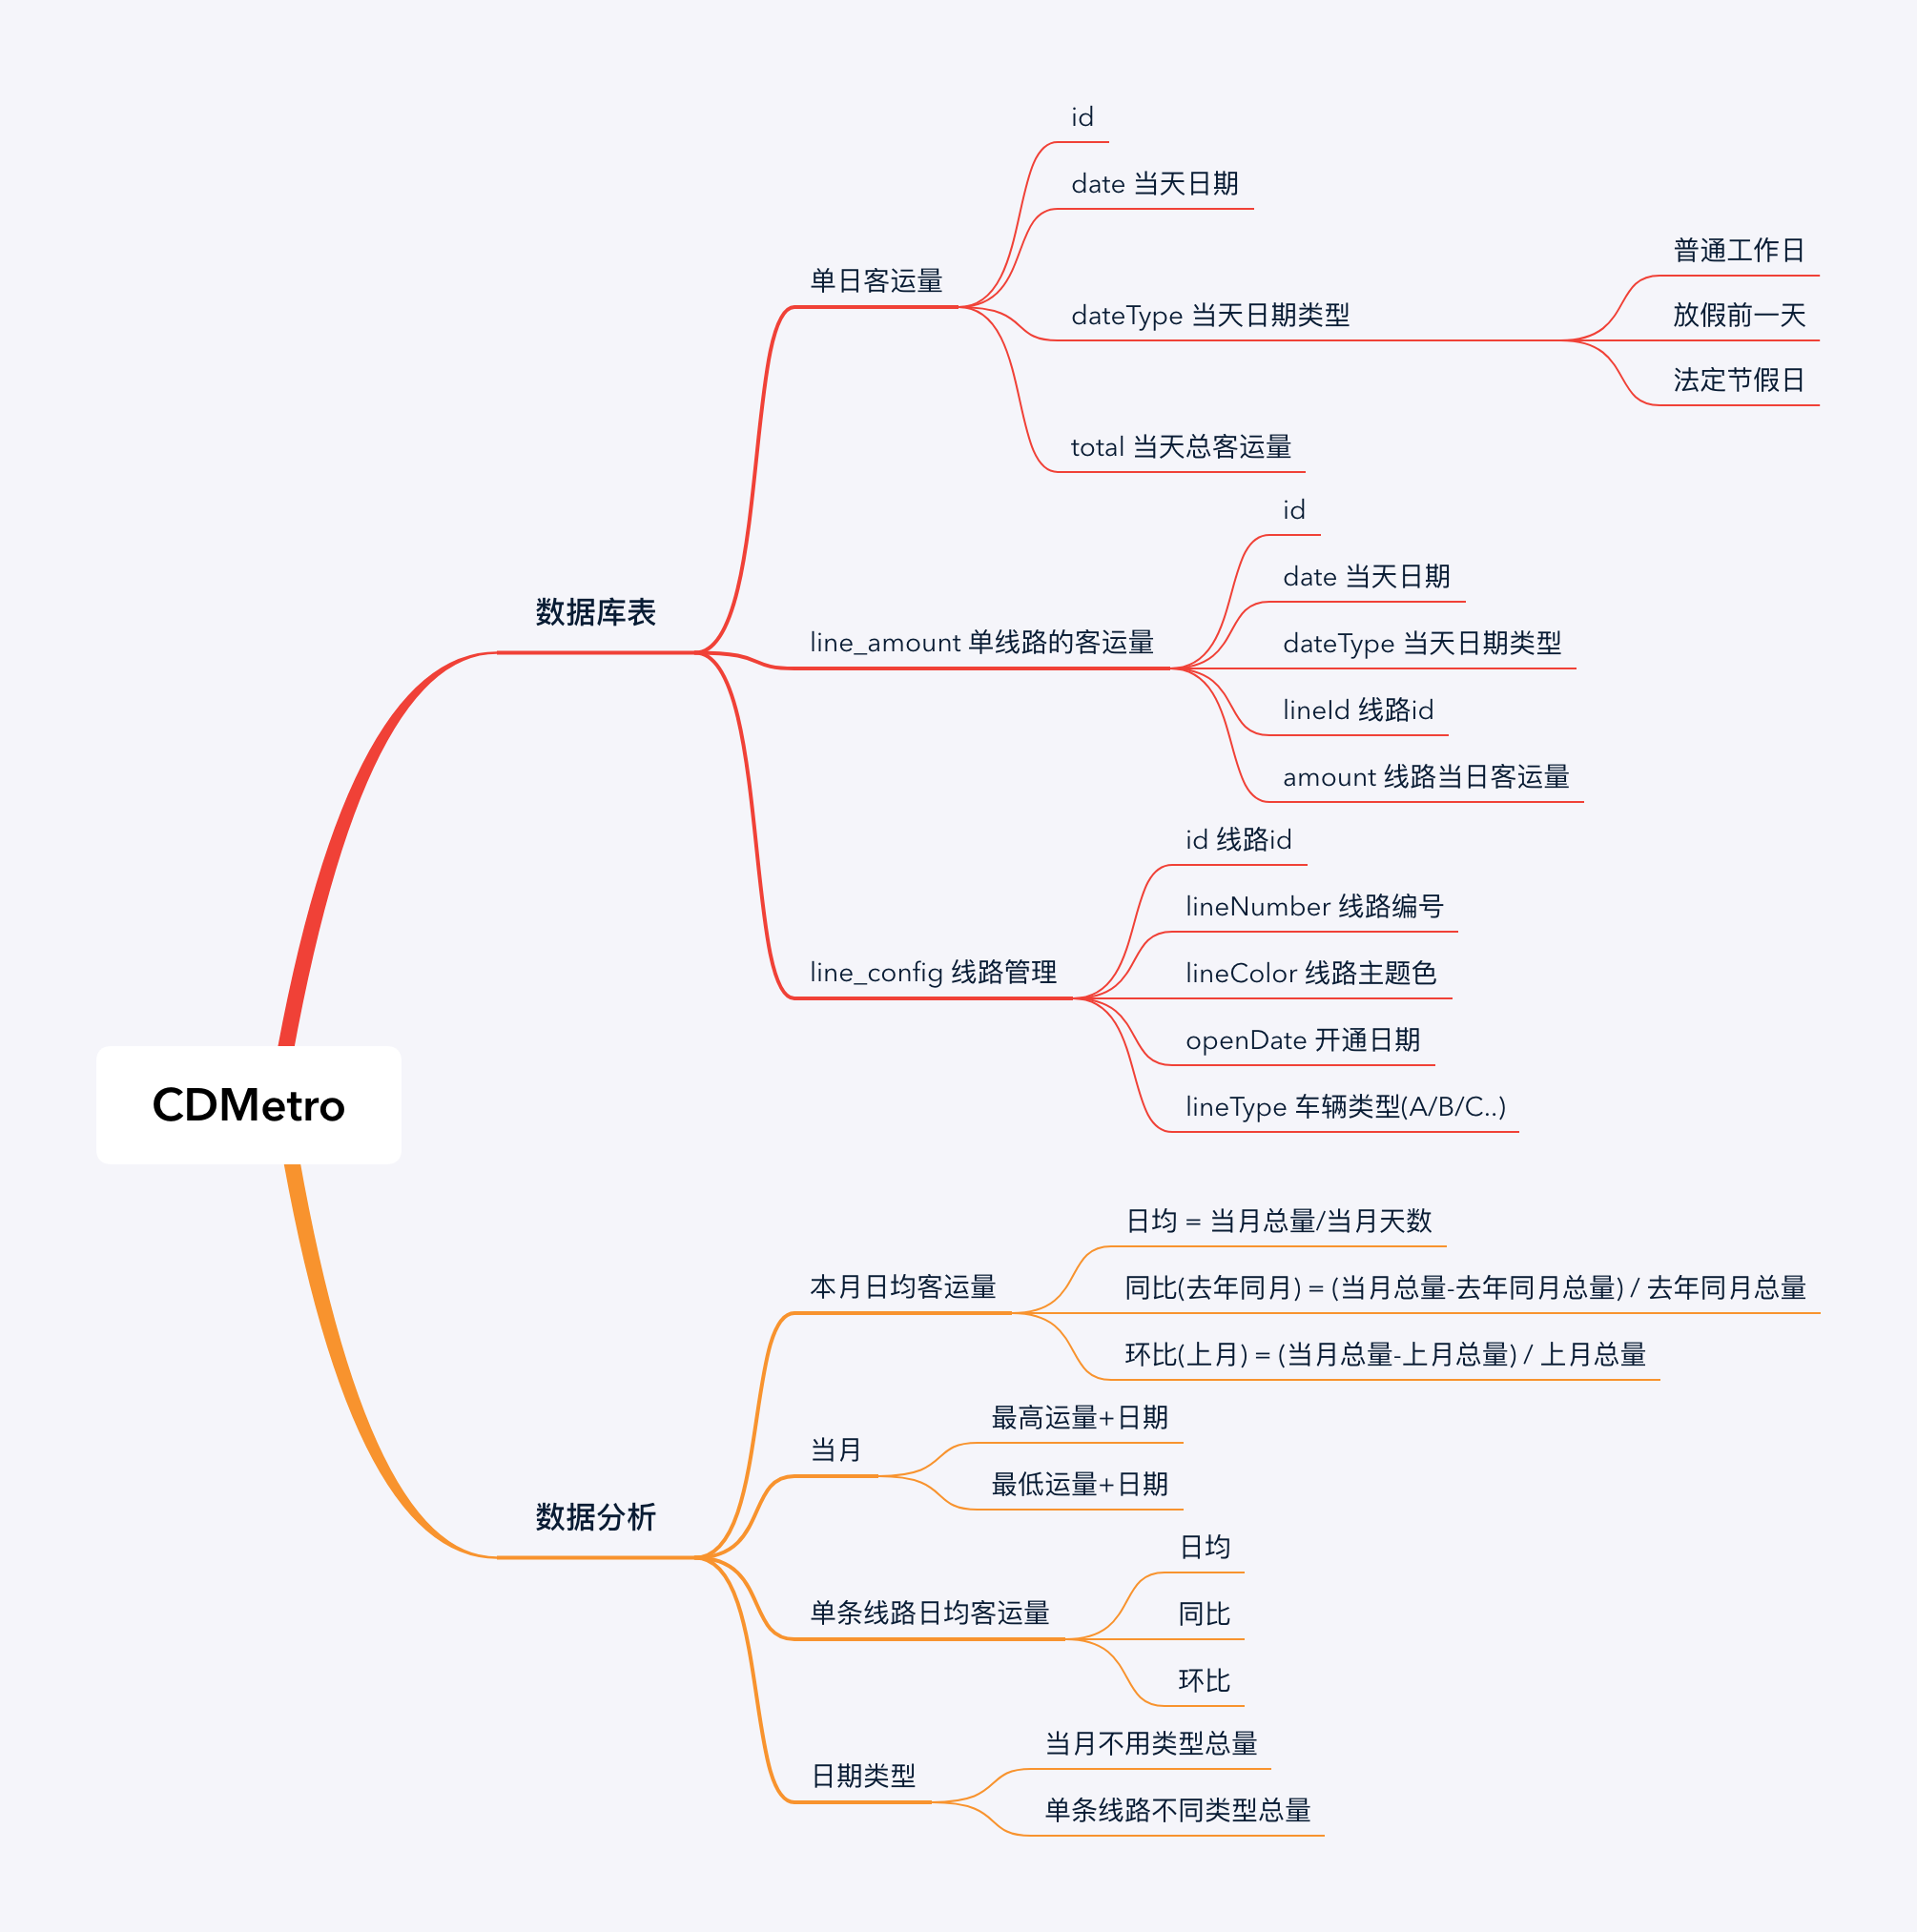 CDMetro
数据库表
单日客运量
id
date 当天日期
dateType 当天日期类型
普通工作日
放假前一天
法定节假日
total 当天总客运量
line_amount 单线路的客运量
id
date 当天日期
dateType 当天日期类型
lineId 线路id
amount 线路当日客运量
line_config 线路管理
id 线路id
lineNumber 线路编号
lineColor 线路主题色
openDate 开通日期
lineType 车辆类型(A/B/C..)
数据分析
本月日均客运量
日均 = 当月总量/当月天数
同比(去年同月) = (当月总量-去年同月总量) / 去年同月总量
环比(上月) = (当月总量-上月总量) / 上月总量
当月
最高运量+日期
最低运量+日期
单条线路日均客运量
日均
同比
环比
日期类型
当月不用类型总量
单条线路不同类型总量